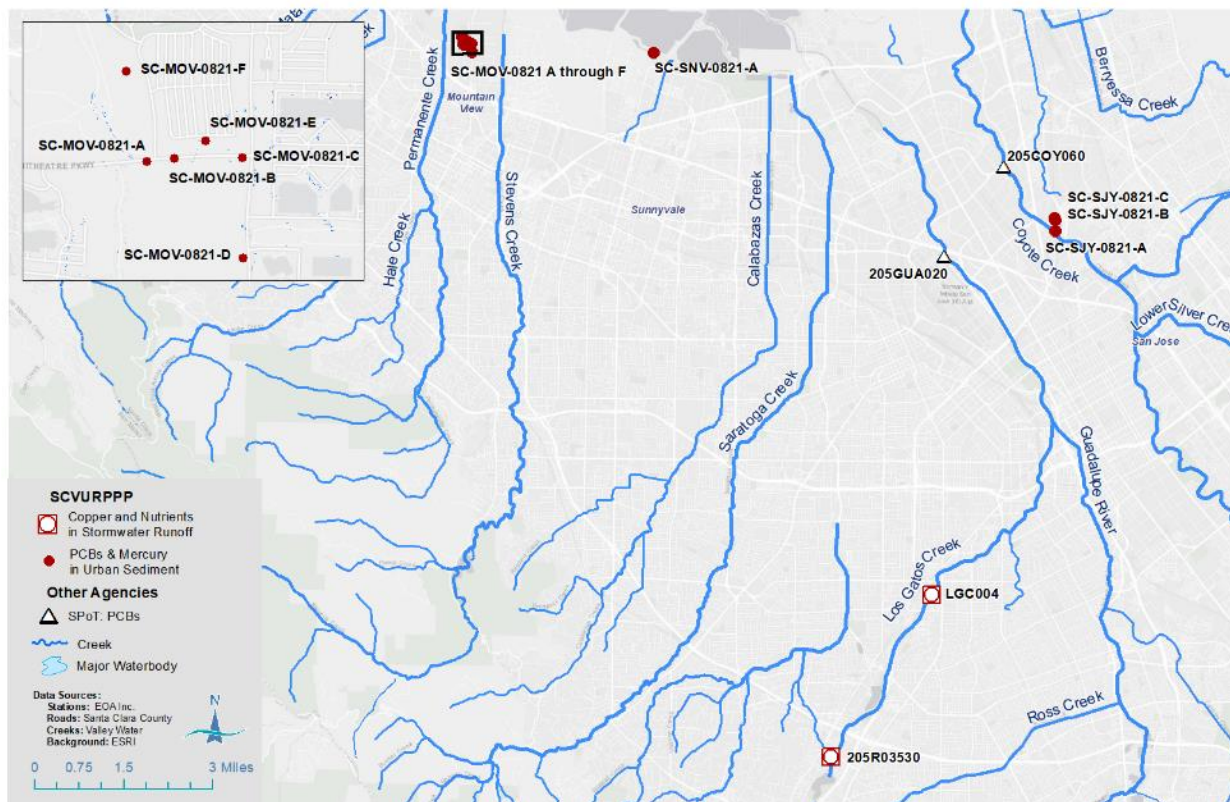 SC-MOV-0821-F
SC-MOV-0821-E
SC-MOV-0821-A
SC-MOV-0821-C
SC-MOV-0821-B
SC-MOV-0821-D
SC-MOV-0821 A through F
Mountain
View
SC-SNV-0821-A
Permanente Creek
Stevens Creek
Hale Creek
Sunnyvale
Calabazas Creek
Saratoga Creek
Berryessa Creek
205COY060
SC-SJY-0821-C
SC-SJY-0821-B
SC-SJY-0821-A
Coyote Creek
205GUA020
Lower Silver Cre
San Jose
Guadalupe River
Los Gatos Creek
LGC004
Ross Creek
205R03530
SCVURPPP
Copper and Nutrients
in Stormwater Runoff
PCBs & Mercury
in Urban Sediment
Other Agencies
SPoT: PCBs
Creek
Major Waterbody
Data Sources:
Stations: EOA Inc.
Roads: Santa Clara County
Creeks: Valley Water
Background: ESRI
N
0 0.75 1.5 3 Miles